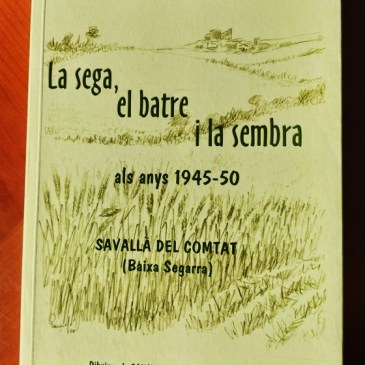 La sega,
el batre
i la sembra
als anys 1945-50
SAVALLÀ DEL COMTAT
(Baixa Segarra)